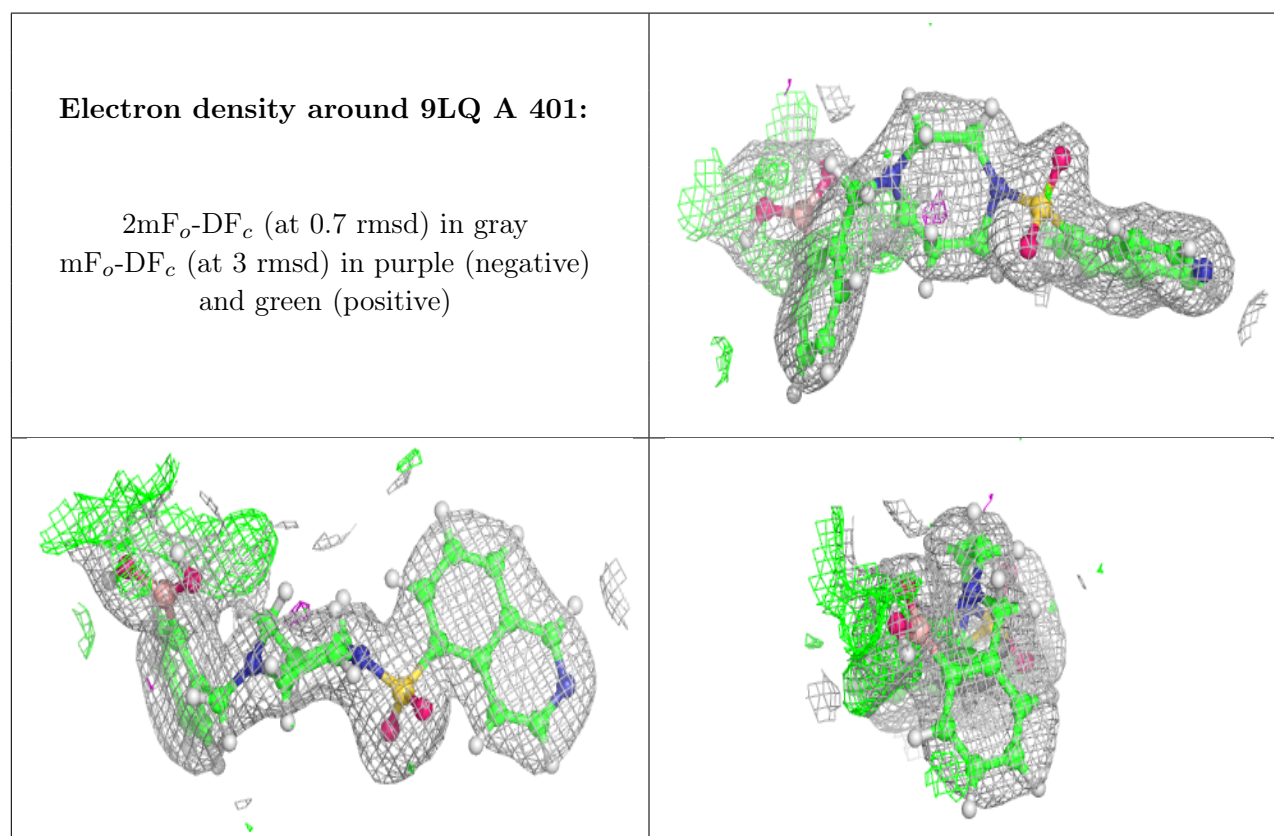 Electron density around 9LQ A 401:
2mFₒ-DF𝑐 (at 0.7 rmsd) in gray
mFₒ-DF𝑐 (at 3 rmsd) in purple (negative)
and green (positive)